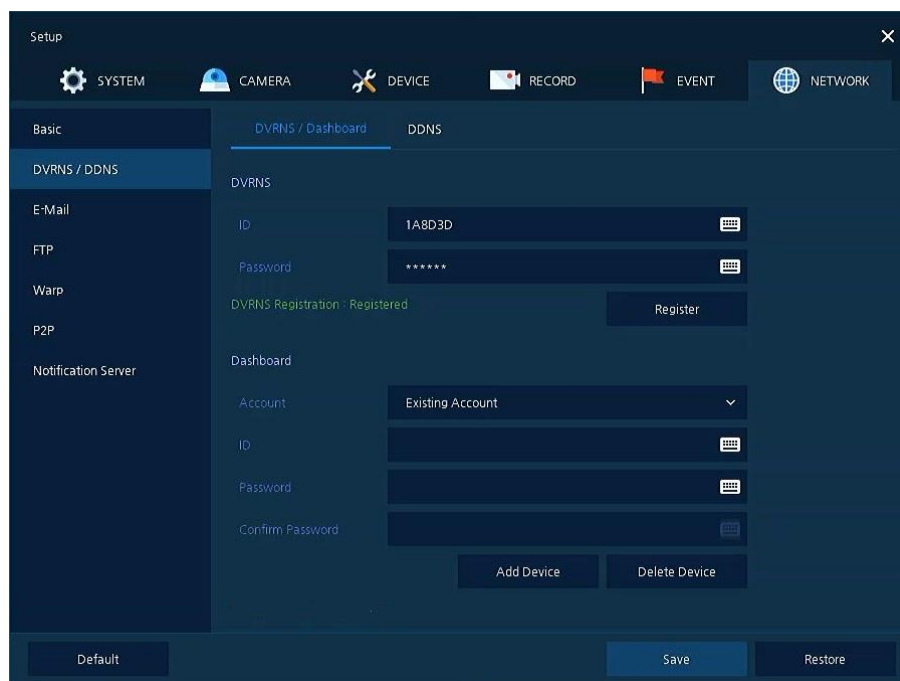 Setup
SYSTEM CAMERA DEVICE RECORD EVENT NETWORK
Basic
DVRNS / DDNS
E-Mail
FTP
Warp
P2P
Notification Server
DVRNS / Dashboard DDNS
DVRNS
ID 1A8D3D
Password ******
DVRNS Registration : Registered Register
Dashboard
Account Existing Account
ID
Password
Confirm Password
Add Device Delete Device
Default Save Restore